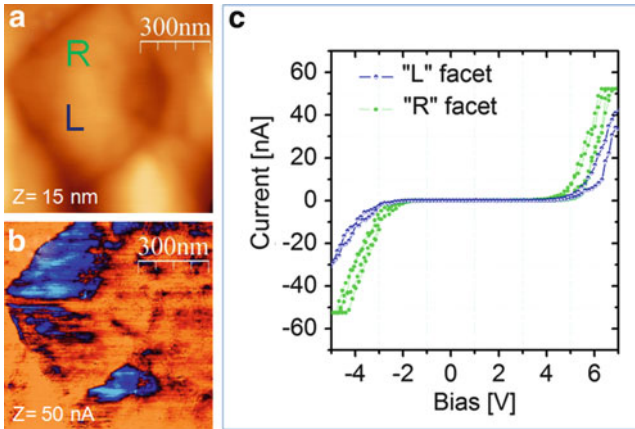 a
300nm
R
L
Z= 15 nm
b
300nm
Z= 50 nA
c
"L" facet
"R" facet
Current [nA]
60
40
20
0
-20
-40
-60
-4 -2 0 2 4 6
Bias [V]